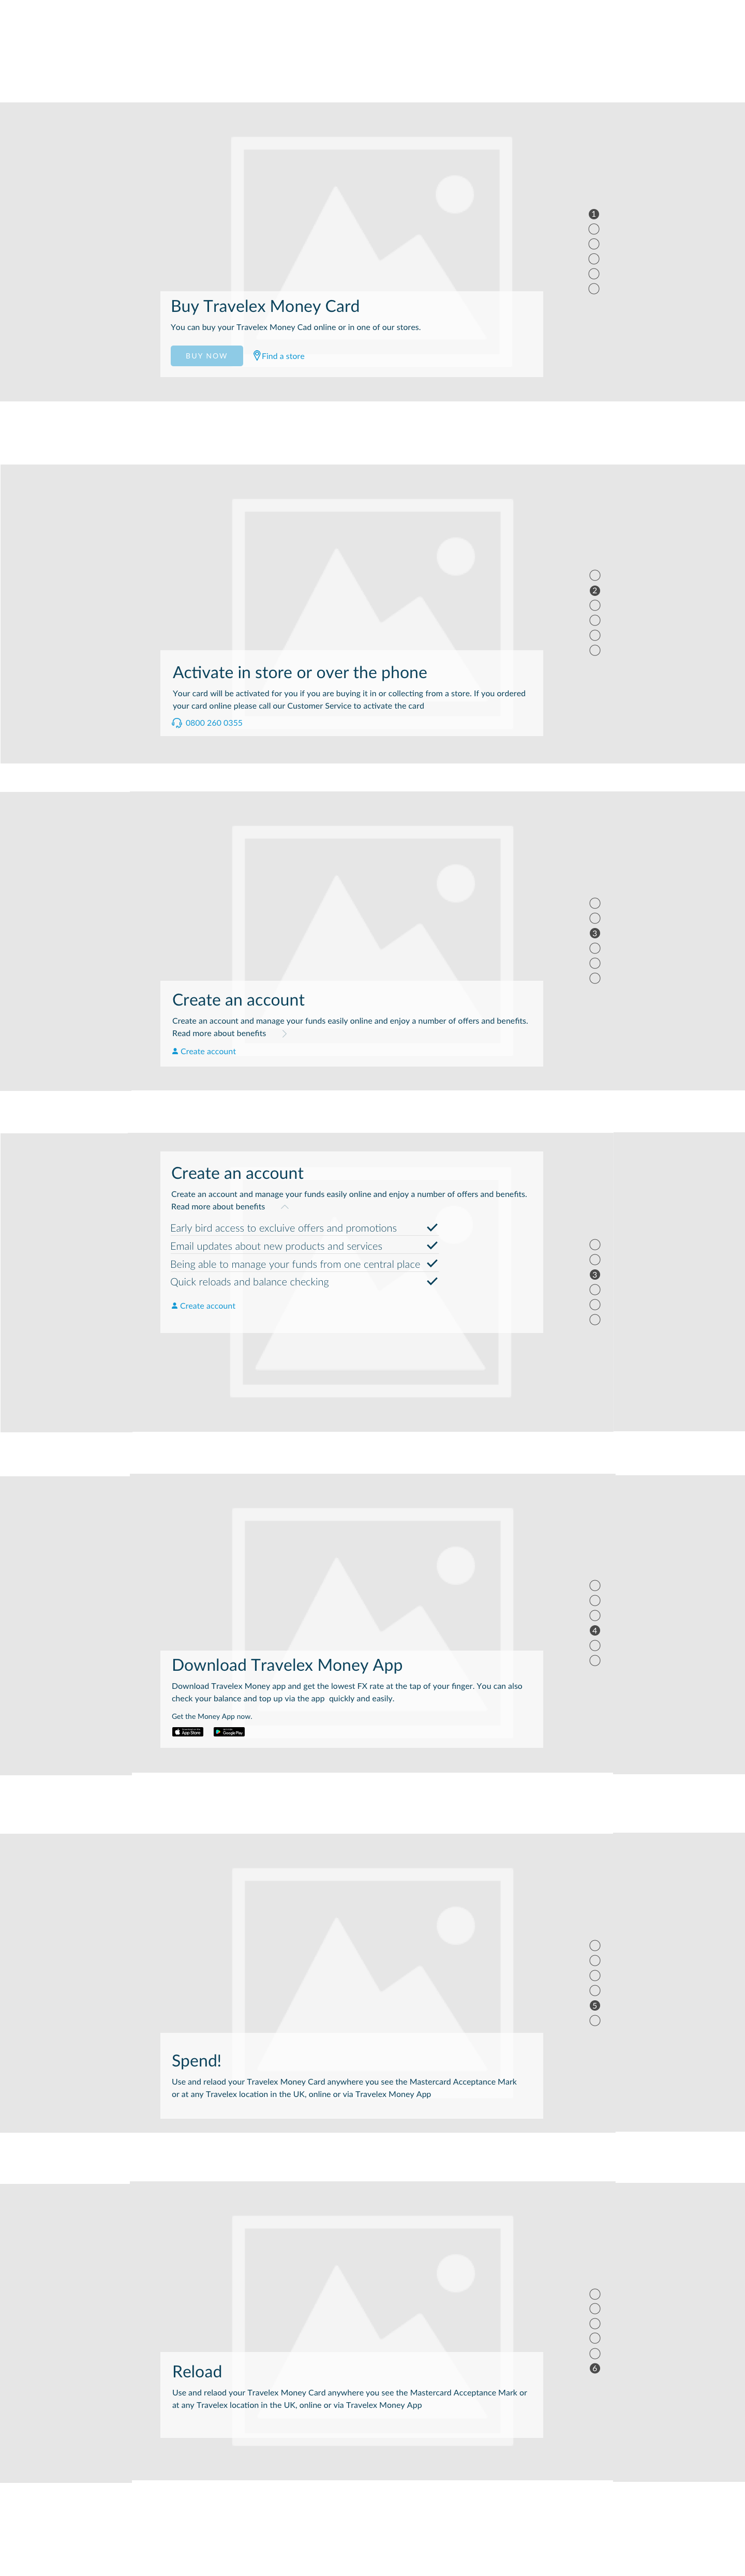 1
Buy Travelex Money Card
You can buy your Travelex Money Cad online or in one of our stores.
BUY NOW
Find a store
2
Activate in store or over the phone
Your card will be activated for you if you are buying it in or collecting from a store. If you ordered
your card online please call our Customer Service to activate the card
0800 260 0355
3
Create an account
Create an account and manage your funds easily online and enjoy a number of offers and benefits.
Read more about benefits
Create account
Create an account
Create an account and manage your funds easily online and enjoy a number of offers and benefits.
Read more about benefits
Early bird access to excluive offers and promotions
Email updates about new products and services
3
Being able to manage your funds from one central place
Quick reloads and balance checking
Create account
4
Download Travelex Money App
Download Travelex Money app and get the lowest FX rate at the tap of your finger. You can also
check your balance and top up via the app quickly and easily.
Get the Money App now.
App Store
Google Play
5
Spend!
Use and relaod your Travelex Money Card anywhere you see the Mastercard Acceptance Mark
or at any Travelex location in the UK, online or via Travelex Money App
6
Reload
Use and relaod your Travelex Money Card anywhere you see the Mastercard Acceptance Mark or
at any Travelex location in the UK, online or via Travelex Money App